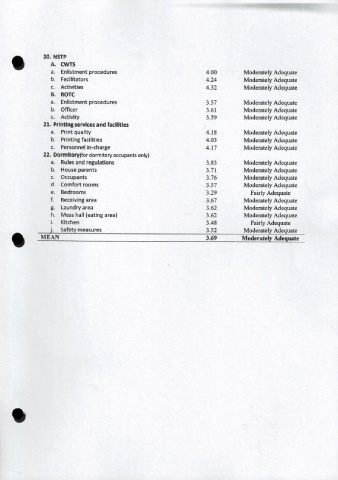 20. NSTP
A. CWTS
a. Enlistment procedures 4.00 Moderately Adequate
b. Facilitators 4.24 Moderately Adequate
c. Activities 4.32 Moderately Adequate
B. ROTC
a. Enlistment procedures 3.57 Moderately Adequate
b. Officer 3.61 Moderately Adequate
c. Activity 3.59 Moderately Adequate
21. Printing services and facilities
a. Print quality 4.18 Moderately Adequate
b. Printing facilities 4.03 Moderately Adequate
c. Personnel in-charge 4.17 Moderately Adequate
22. Dormitory(for dormitory occupants only)
a. Rules and regulations 3.83 Moderately Adequate
b. House parents 3.71 Moderately Adequate
c. Occupants 3.76 Moderately Adequate
d. Comfort rooms 3.57 Moderately Adequate
e. Bedrooms 3.29 Fairly Adequate
f. Receiving area 3.67 Moderately Adequate
g. Laundry area 3.62 Moderately Adequate
h. Mess hall (eating area) 3.62 Moderately Adequate
i. Kitchen 3.48 Fairly Adequate
j. Safety measures 3.52 Moderately Adequate
MEAN 3.69 Moderately Adequate